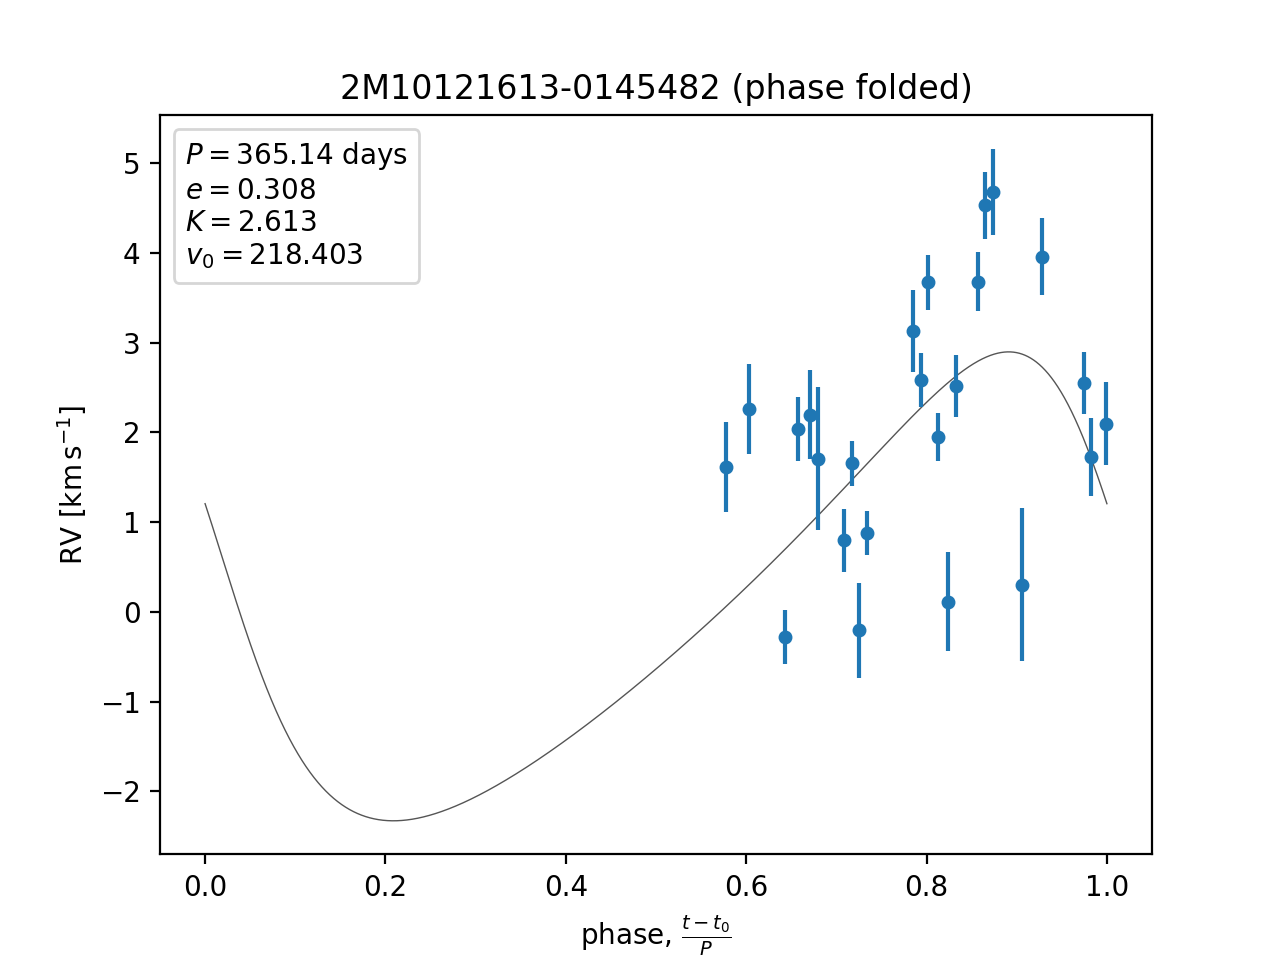 2M10121613-0145482 (phase folded)
P = 365.14 days
e = 0.308
K = 2.613
v₀ = 218.403
RV [km s⁻¹]
5
4
3
2
1
0
−1
−2
0.0 0.2 0.4 0.6 0.8 1.0
phase, (t − t₀)/P